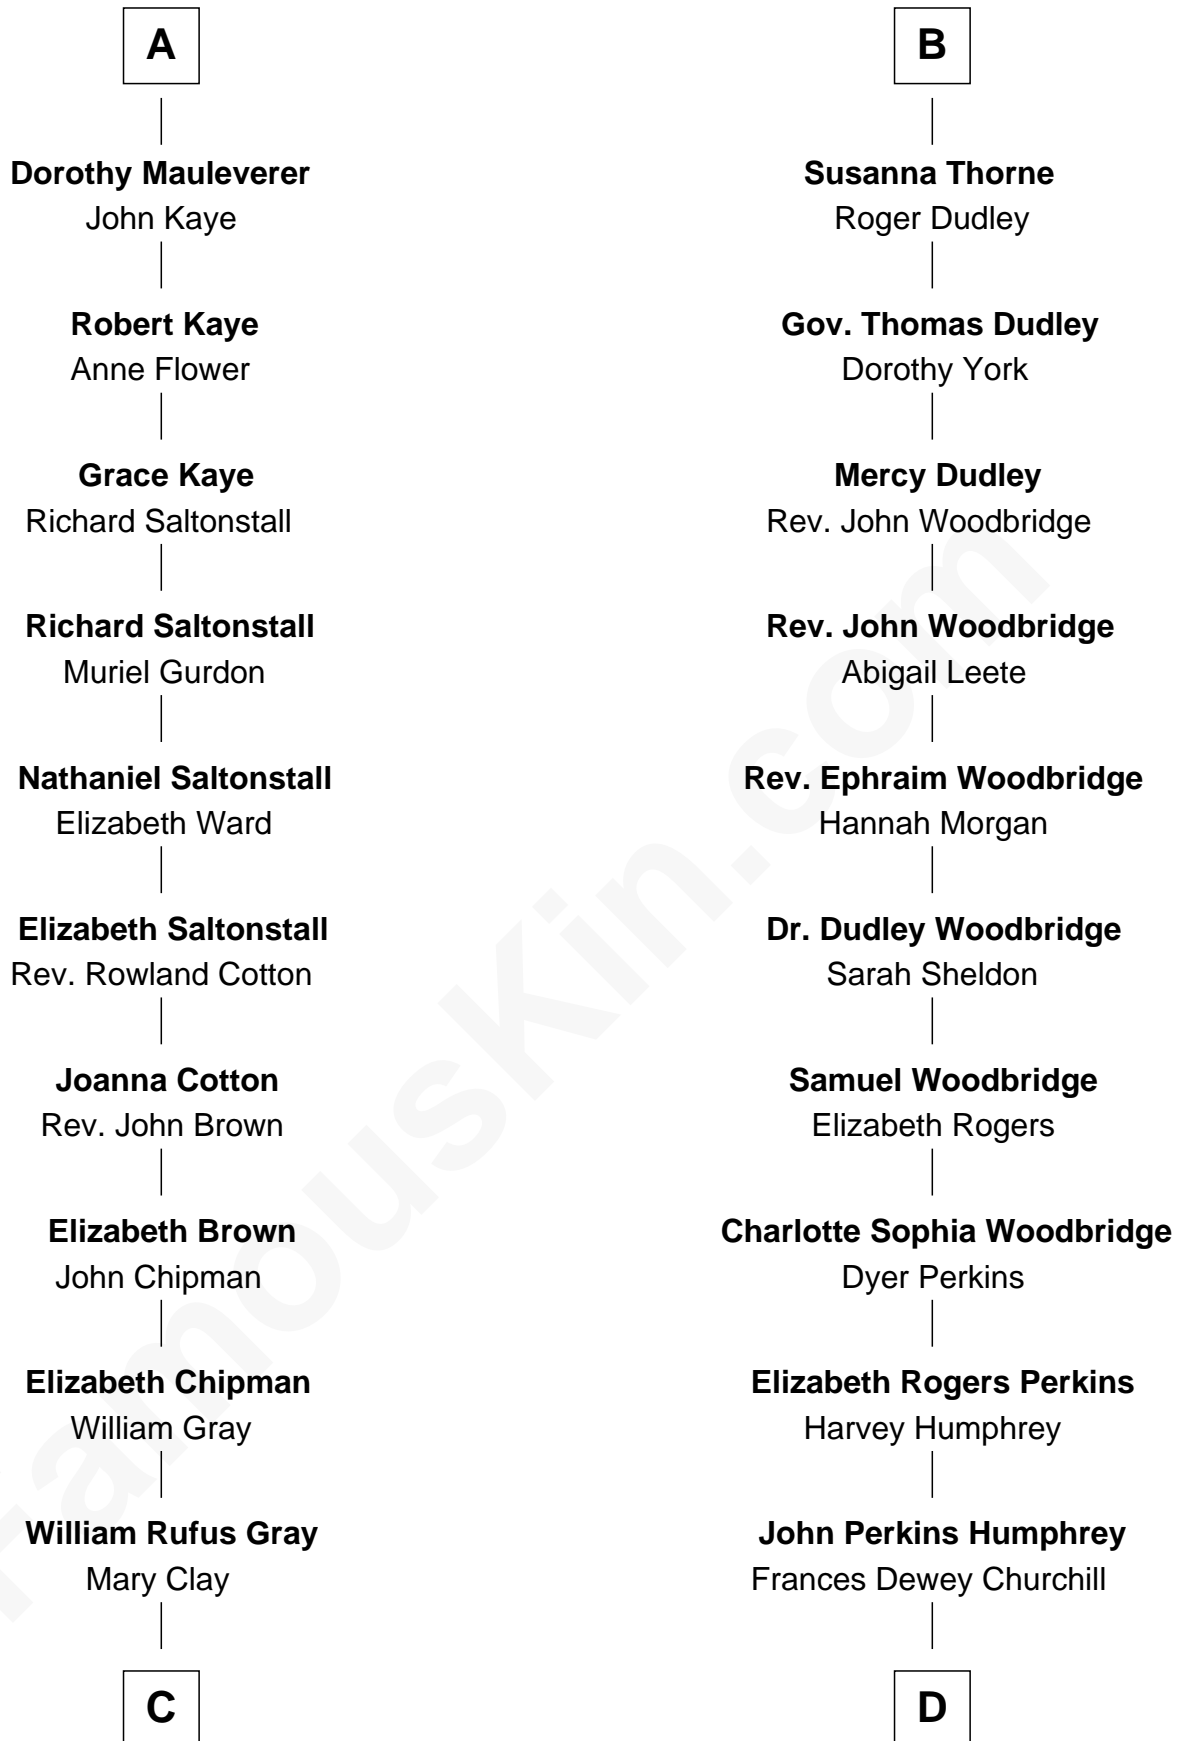 A
Dorothy Mauleverer
John Kaye
Robert Kaye
Anne Flower
Grace Kaye
Richard Saltonstall
Richard Saltonstall
Muriel Gurdon
Nathaniel Saltonstall
Elizabeth Ward
Elizabeth Saltonstall
Rev. Rowland Cotton
Joanna Cotton
Rev. John Brown
Elizabeth Brown
John Chipman
Elizabeth Chipman
William Gray
William Rufus Gray
Mary Clay
C
B
Susanna Thorne
Roger Dudley
Gov. Thomas Dudley
Dorothy York
Mercy Dudley
Rev. John Woodbridge
Rev. John Woodbridge
Abigail Leete
Rev. Ephraim Woodbridge
Hannah Morgan
Dr. Dudley Woodbridge
Sarah Sheldon
Samuel Woodbridge
Elizabeth Rogers
Charlotte Sophia Woodbridge
Dyer Perkins
Elizabeth Rogers Perkins
Harvey Humphrey
John Perkins Humphrey
Frances Dewey Churchill
D
FamousKin.com